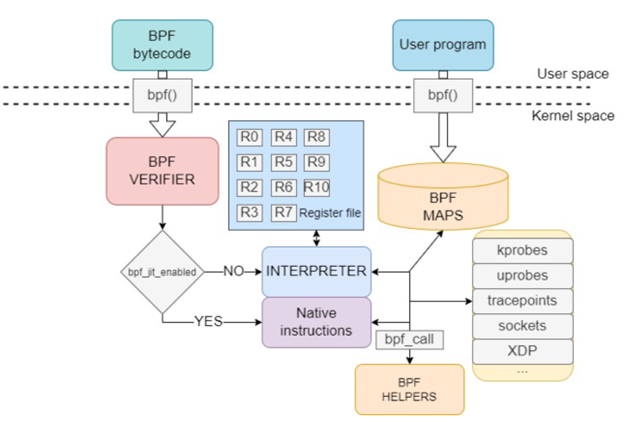 BPF
bytecode
User program
User space
bpf()
bpf()
Kernel space
BPF
VERIFIER
R0 R4 R8
R1 R5 R9
R2 R6 R10
R3 R7 Register file
BPF
MAPS
bpf_jit_enabled
NO
INTERPRETER
YES
Native
instructions
kprobes
uprobes
tracepoints
sockets
XDP
...
bpf_call
BPF
HELPERS